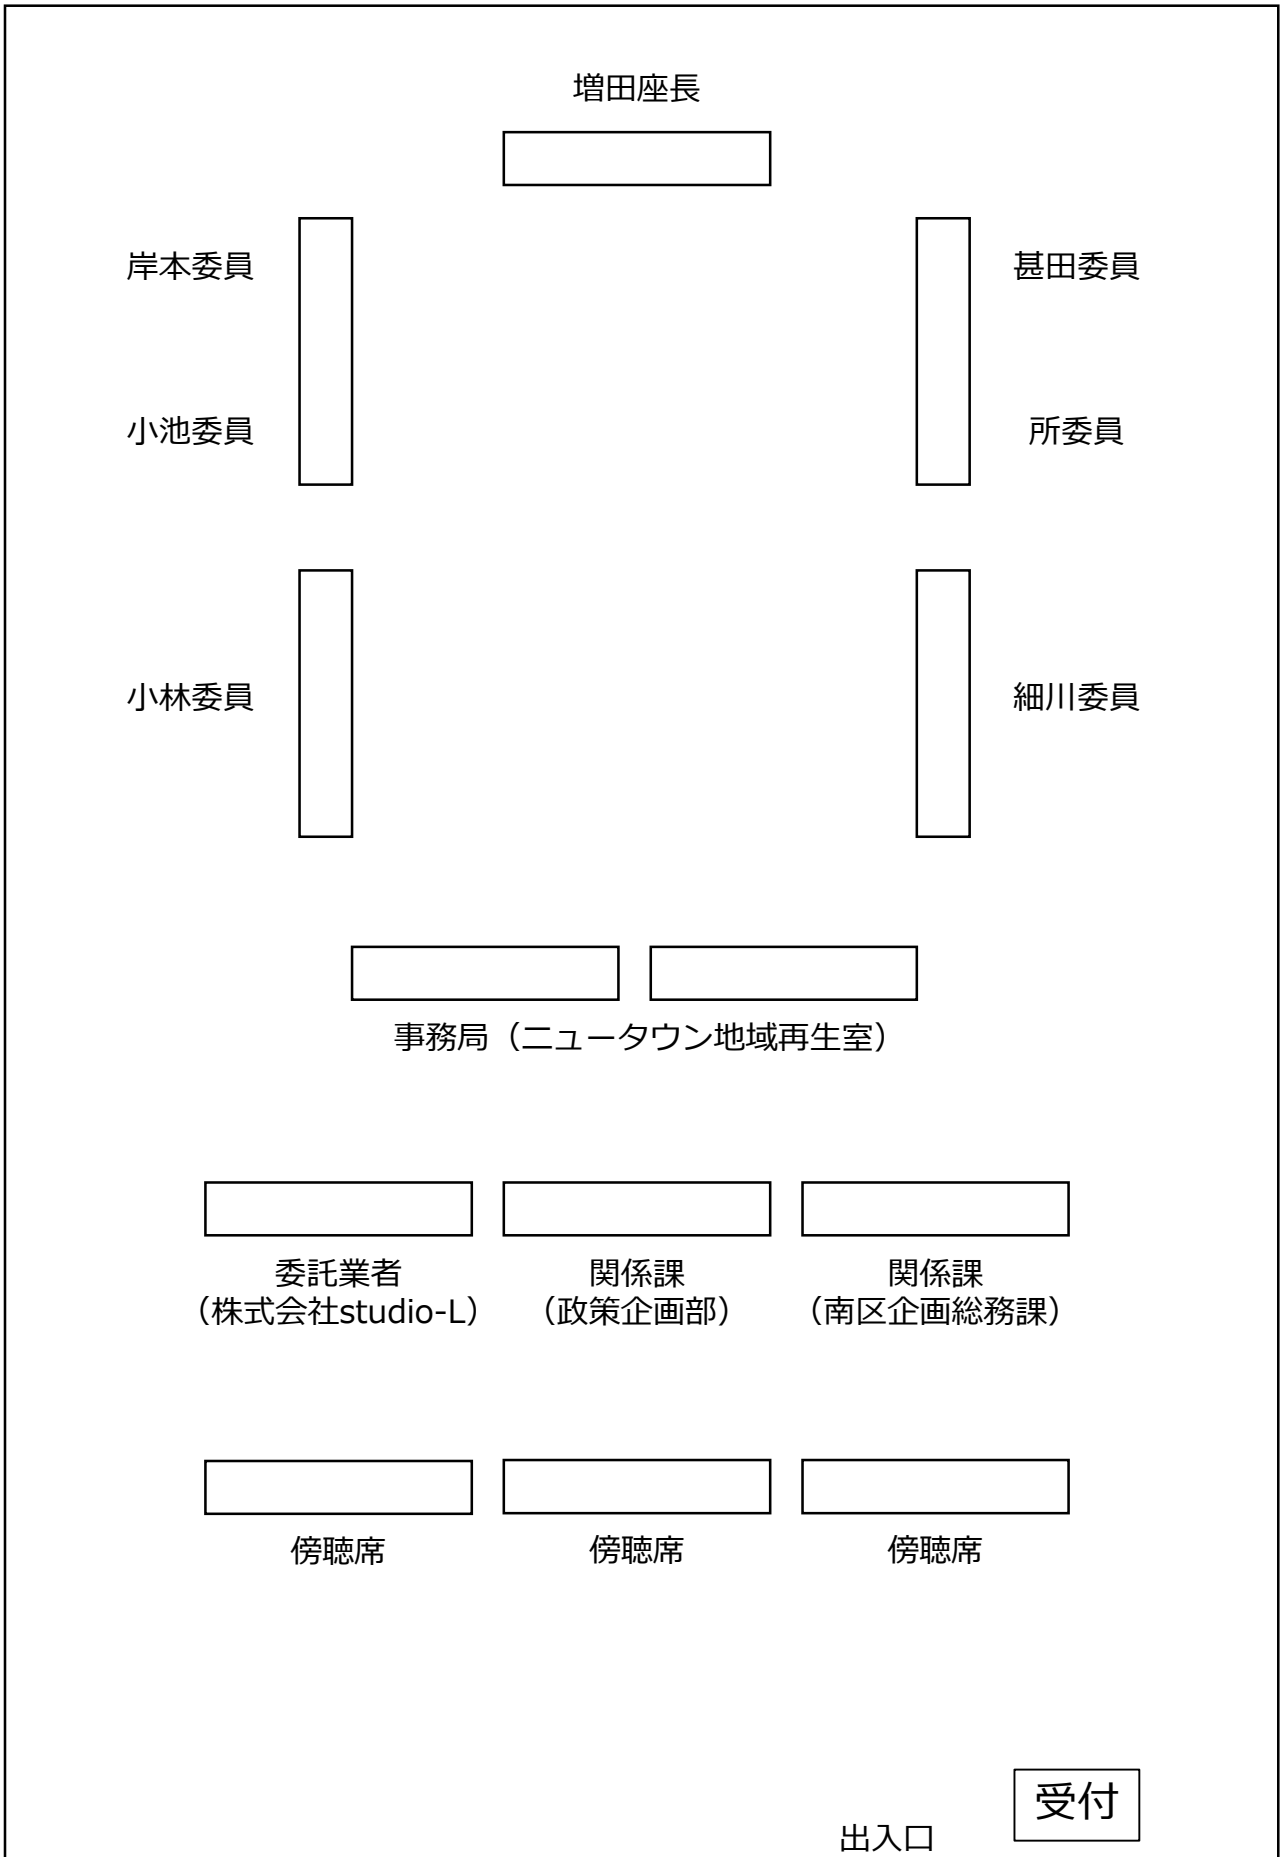 増田座長
岸本委員
甚田委員
小池委員
所委員
小林委員
細川委員
事務局（ニュータウン地域再生室）
委託業者
（株式会社studio-L）
関係課
（政策企画部）
関係課
（南区企画総務課）
傍聴席
傍聴席
傍聴席
受付
出入口